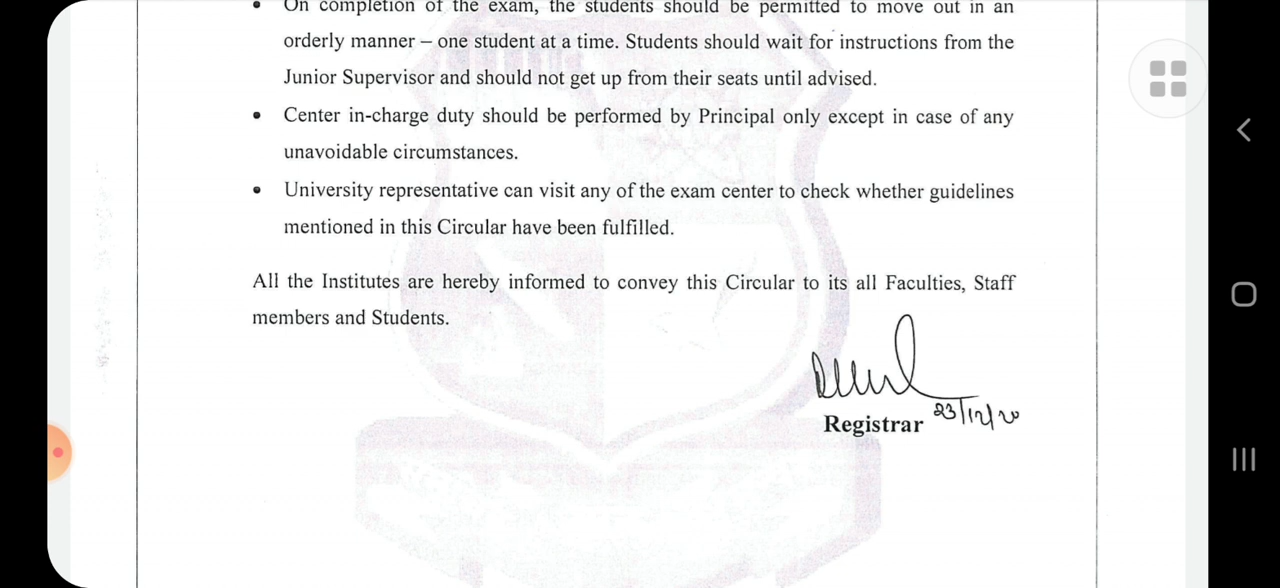 On completion of the exam, the students should be permitted to move out in an
orderly manner – one student at a time. Students should wait for instructions from the
Junior Supervisor and should not get up from their seats until advised.
Center in-charge duty should be performed by Principal only except in case of any
unavoidable circumstances.
University representative can visit any of the exam center to check whether guidelines
mentioned in this Circular have been fulfilled.
All the Institutes are hereby informed to convey this Circular to its all Faculties, Staff
members and Students.
Registrar 23/12/20